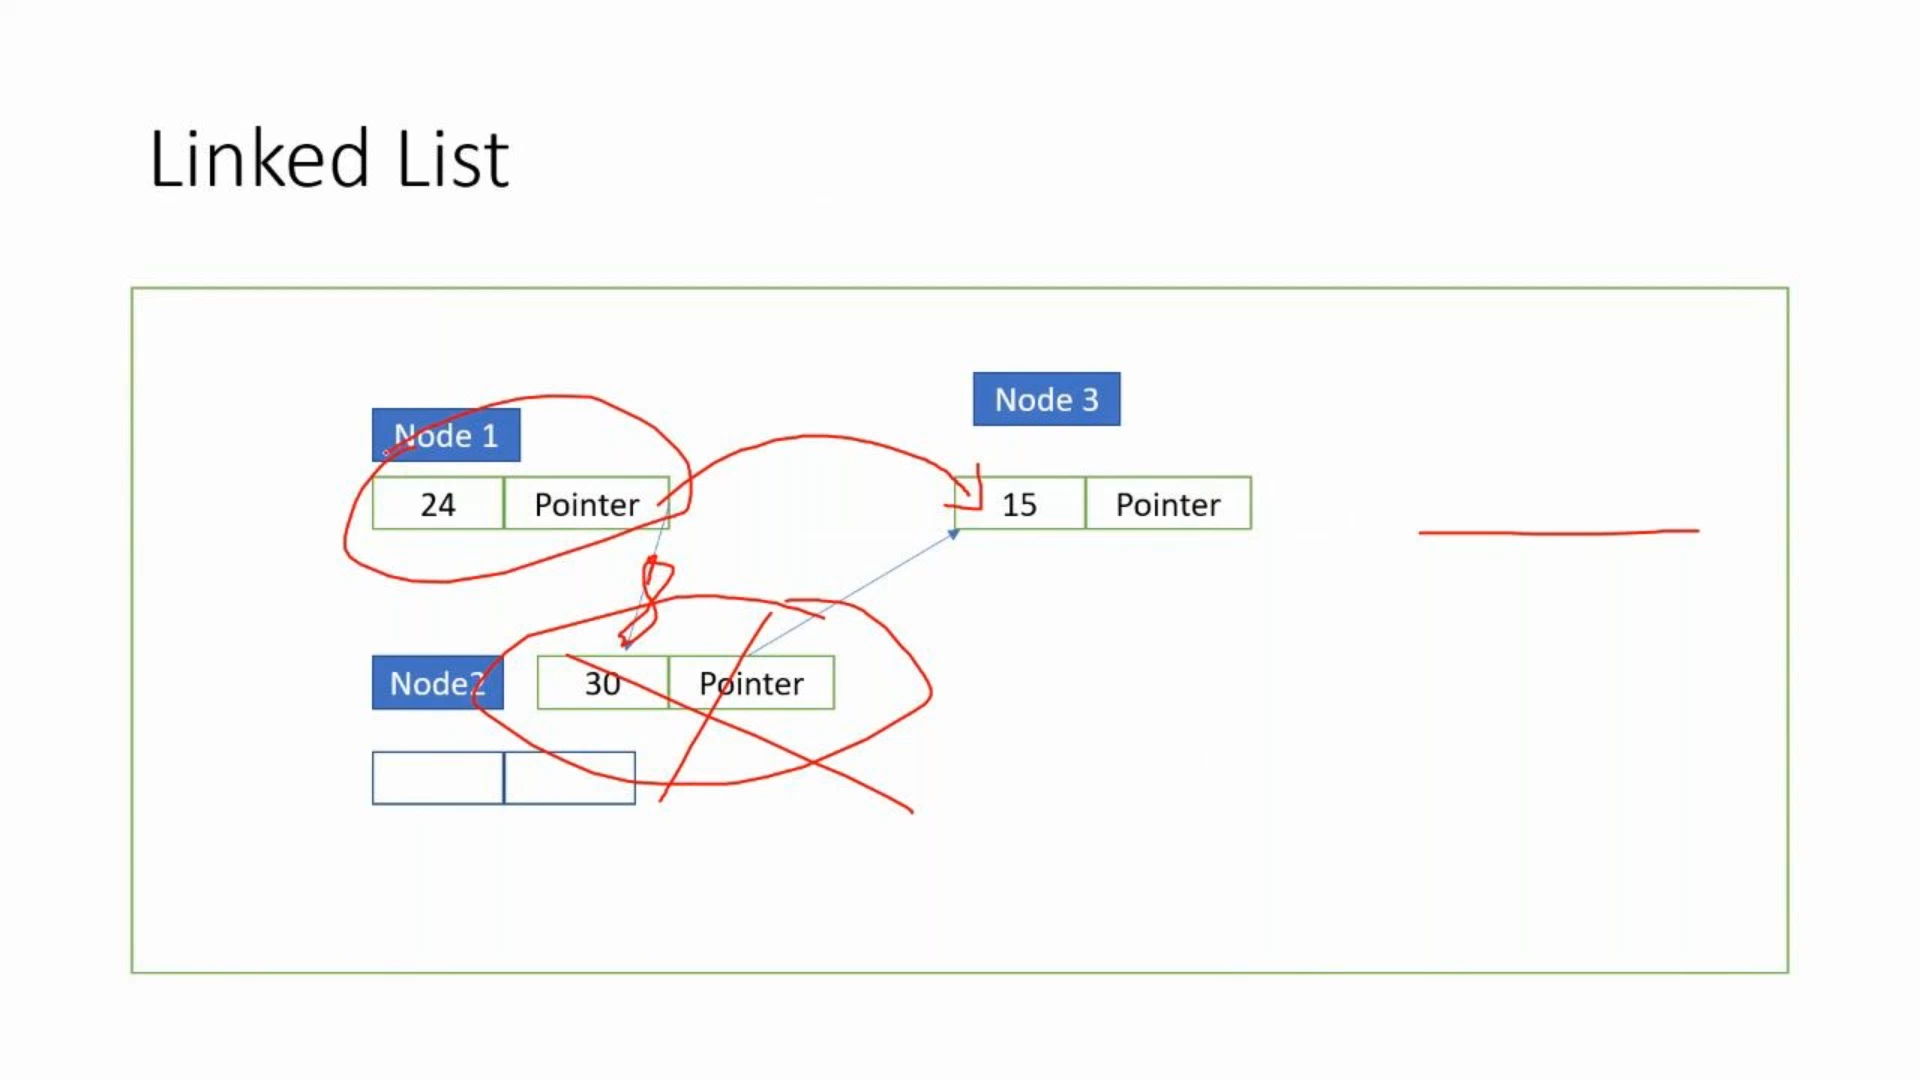 Linked List
Node 3
Node 1
24 Pointer
15 Pointer
Node2
30 Pointer